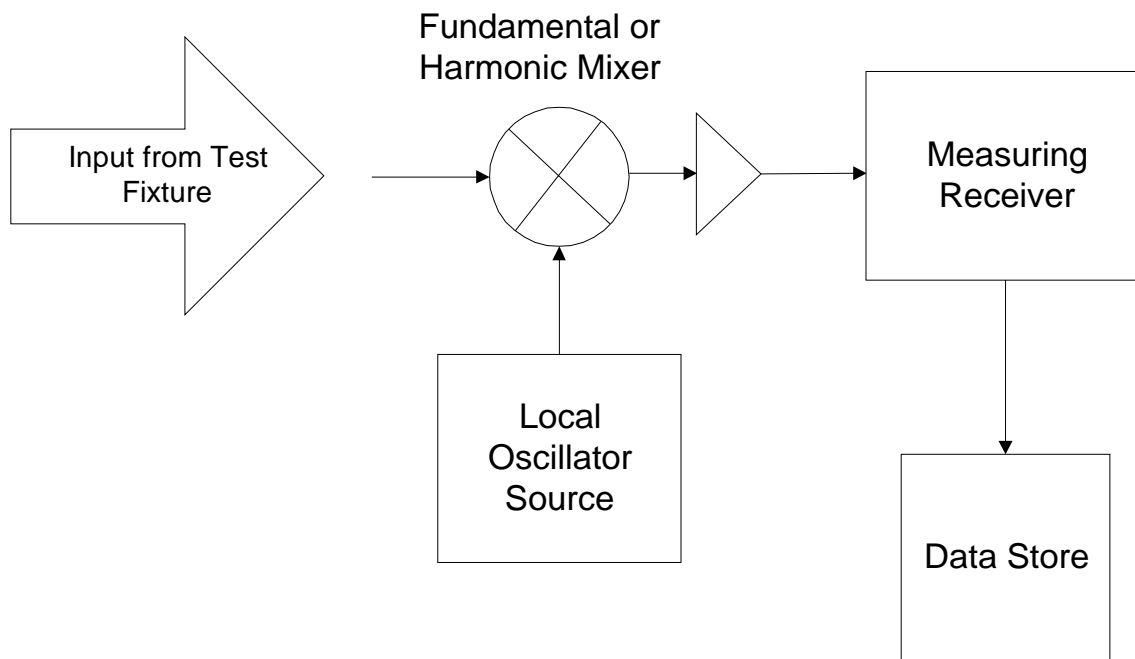 Fundamental or
Harmonic Mixer
Input from Test
Fixture
Measuring
Receiver
Local
Oscillator
Source
Data Store